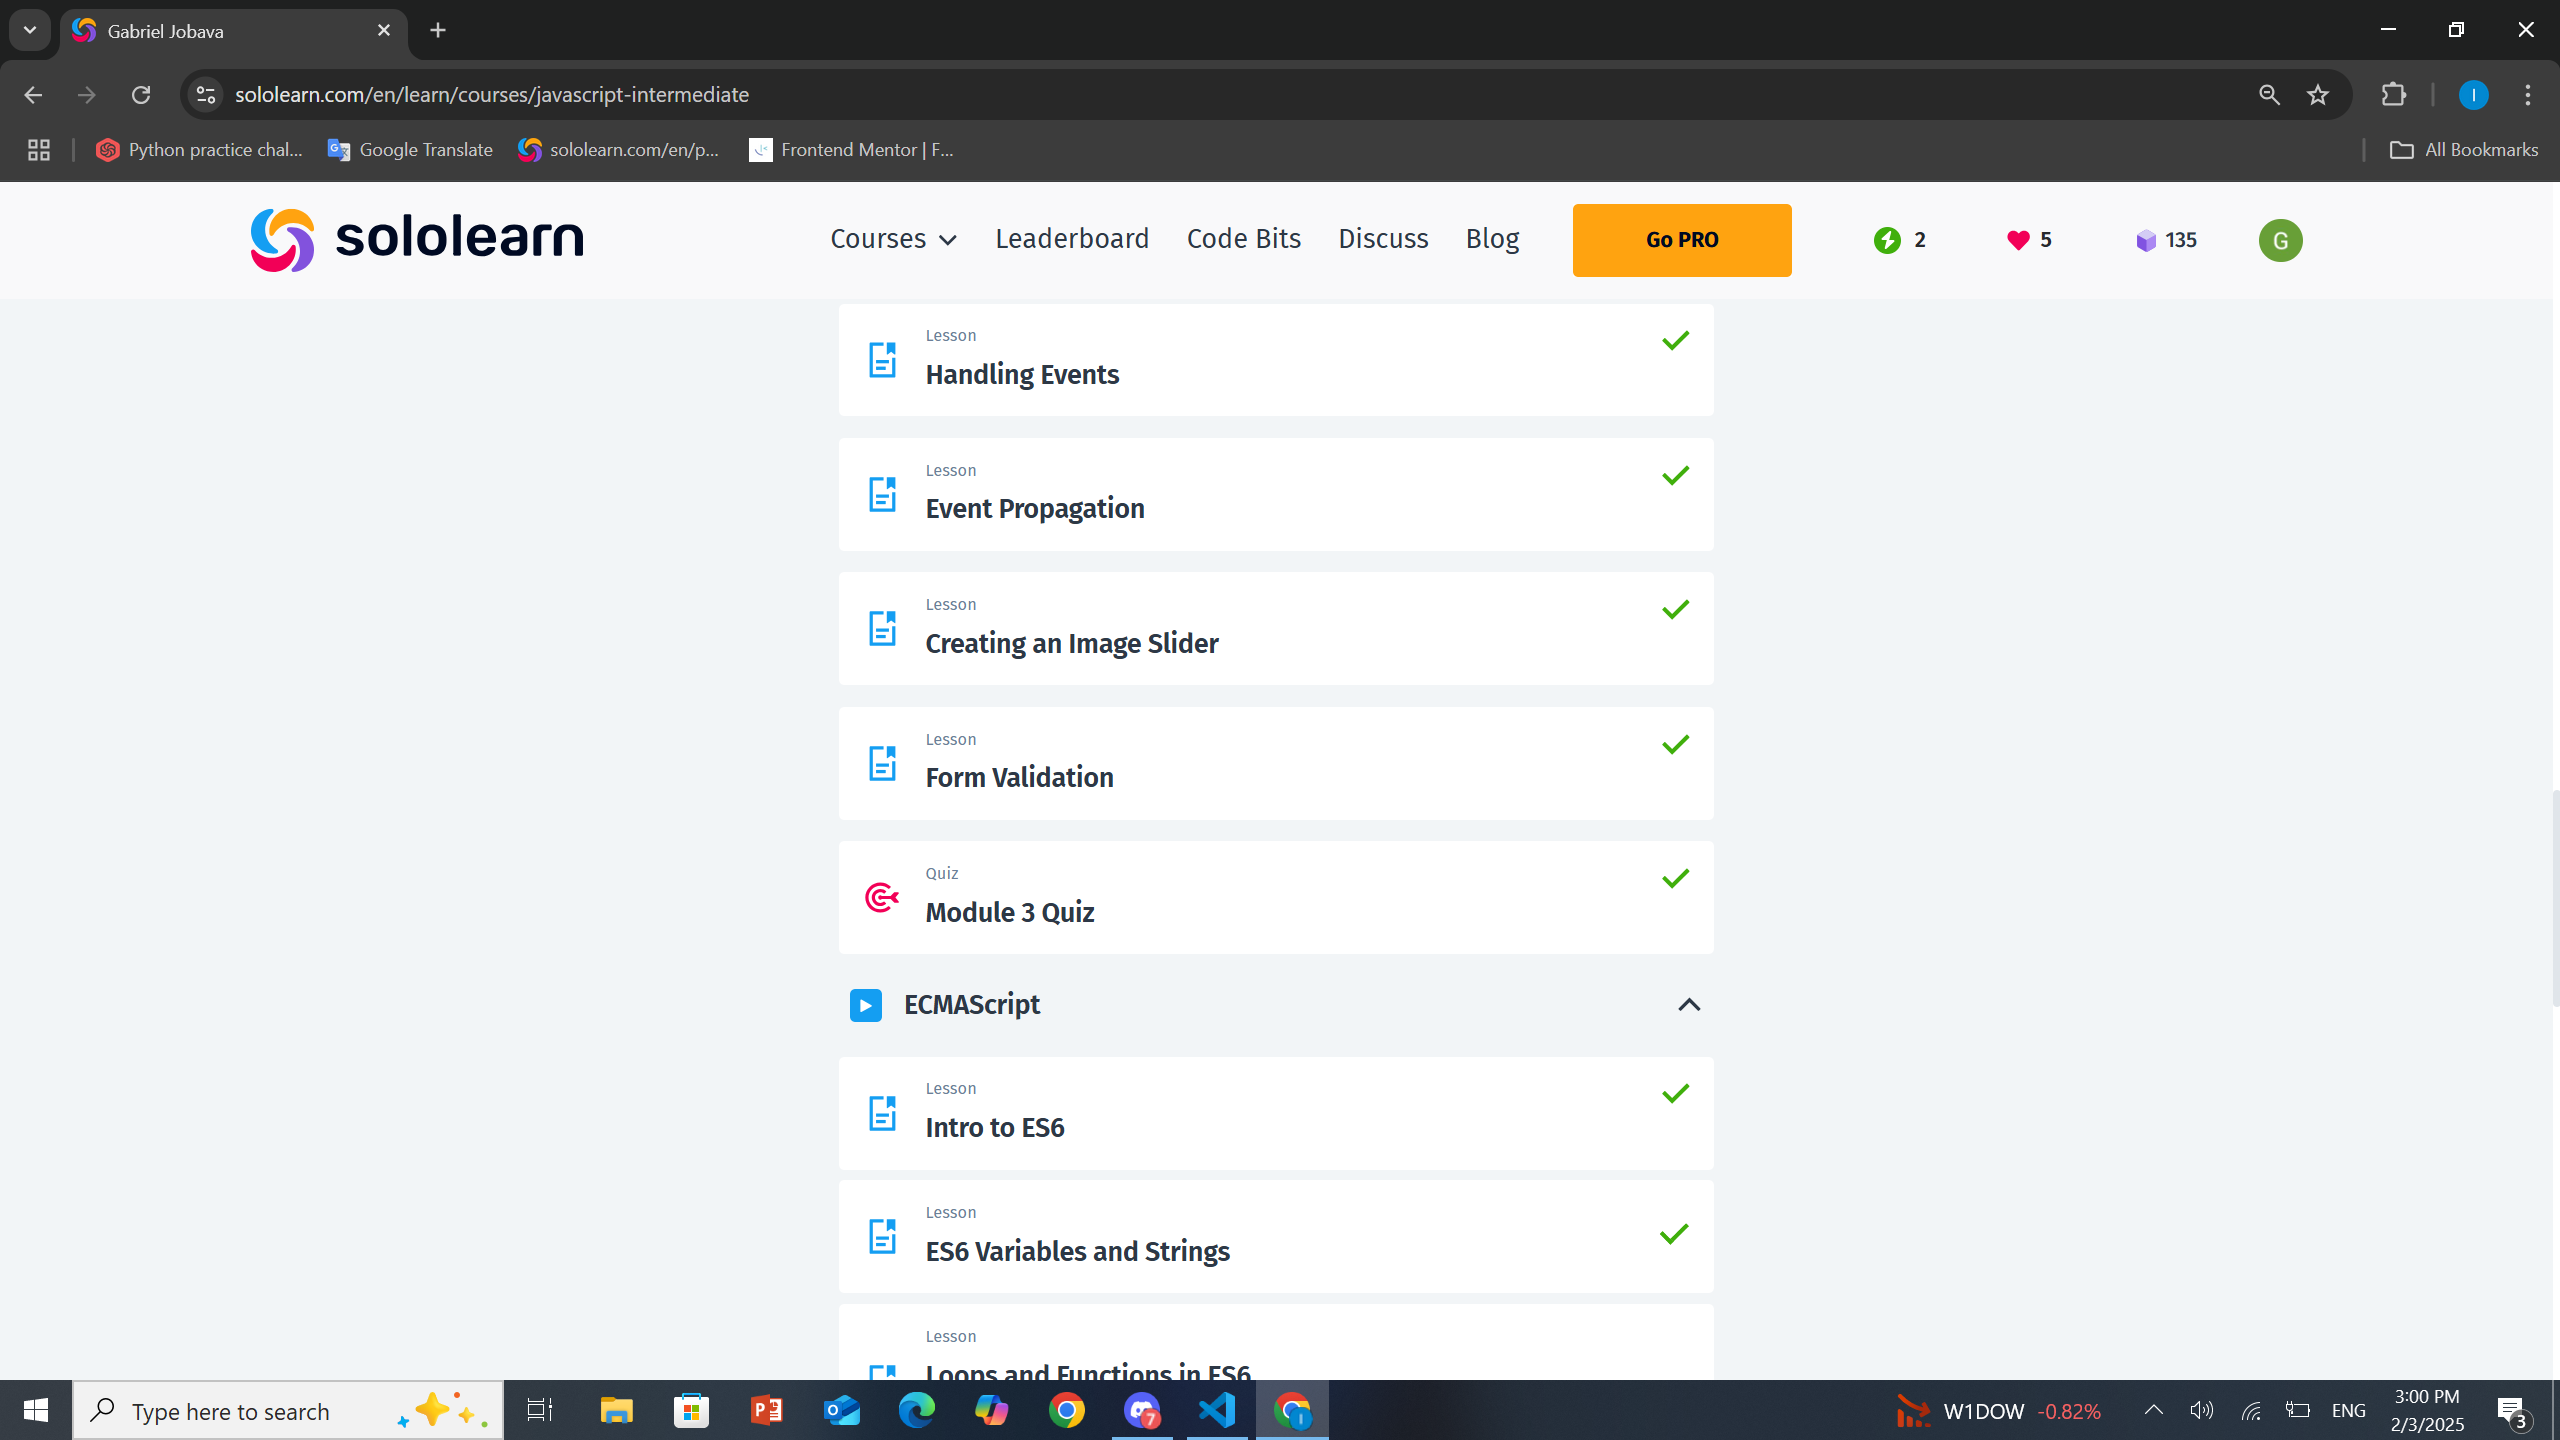 Gabriel Jobava
sololearn.com/en/learn/courses/javascript-intermediate
I
Python practice chal...
Google Translate
sololearn.com/en/p...
Frontend Mentor | F...
All Bookmarks
sololearn
Courses
Leaderboard
Code Bits
Discuss
Blog
Go PRO
2
5
135
G
Lesson
Handling Events
Lesson
Event Propagation
Lesson
Creating an Image Slider
Lesson
Form Validation
Quiz
Module 3 Quiz
ECMAScript
Lesson
Intro to ES6
Lesson
ES6 Variables and Strings
Lesson
Loops and Functions in ES6
Type here to search
7
W1DOW -0.82%
ENG
3:00 PM
2/3/2025
3